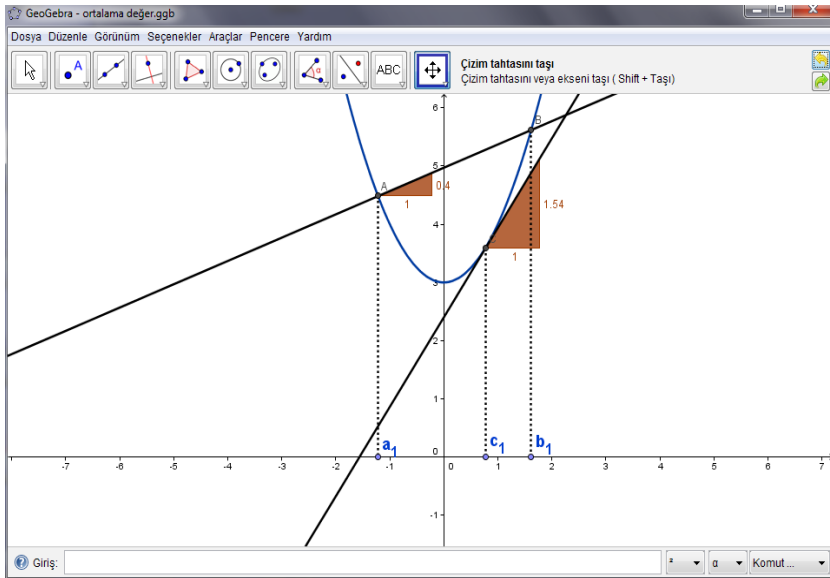 GeoGebra - ortalama değer.ggb
Dosya Düzenle Görünüm Seçenekler Araçlar Pencere Yardım
ABC
Çizim tahtasını taşı
Çizim tahtasını veya ekseni taşı ( Shift + Taşı)
6
B
5
A
0.4
1
1.54
4
1
3
2
1
a₁
c₁
b₁
0
-7 -6 -5 -4 -3 -2 -1 0 1 2 3 4 5 6 7
-1
Giriş:
²
α
Komut ...